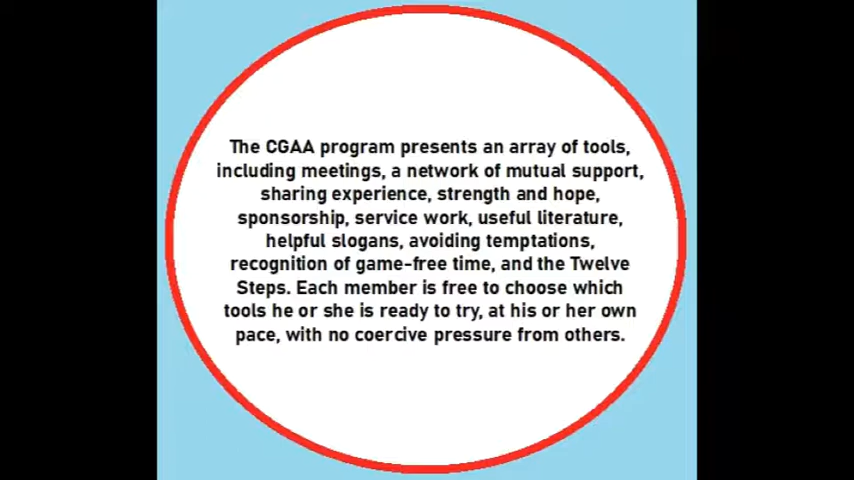 The CGAA program presents an array of tools,
including meetings, a network of mutual support,
sharing experience, strength and hope,
sponsorship, service work, useful literature,
helpful slogans, avoiding temptations,
recognition of game-free time, and the Twelve
Steps. Each member is free to choose which
tools he or she is ready to try, at his or her own
pace, with no coercive pressure from others.